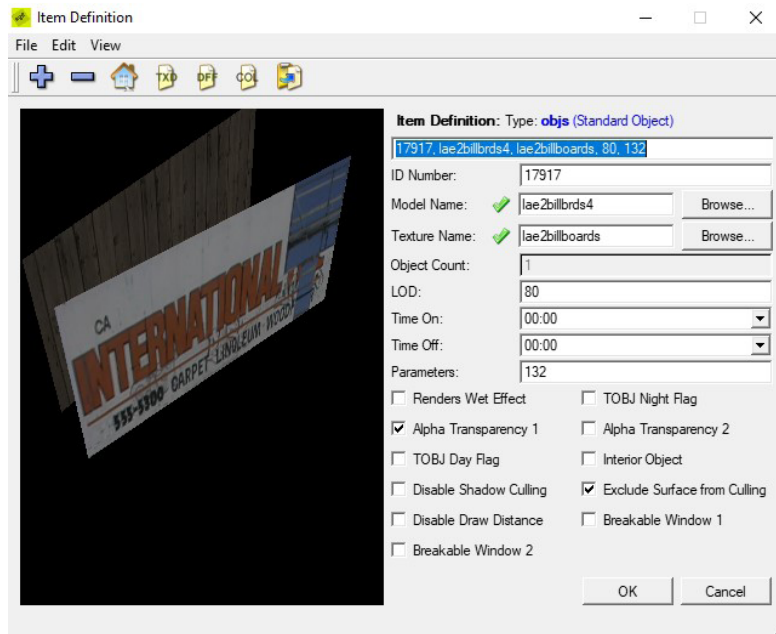 Item Definition
File Edit View
TXD DFF COL
Item Definition: Type: objs (Standard Object)
17917, lae2billbrds4, lae2billboards, 80, 132
ID Number: 17917
Model Name: lae2billbrds4 Browse...
Texture Name: lae2billboards Browse...
Object Count: 1
LOD: 80
Time On: 00:00
Time Off: 00:00
Parameters: 132
Renders Wet Effect TOBJ Night Flag
Alpha Transparency 1 Alpha Transparency 2
TOBJ Day Flag Interior Object
Disable Shadow Culling Exclude Surface from Culling
Disable Draw Distance Breakable Window 1
Breakable Window 2
OK Cancel
CA
INTERNATIONAL
555-5300 CARPET LINOLEUM WOOD